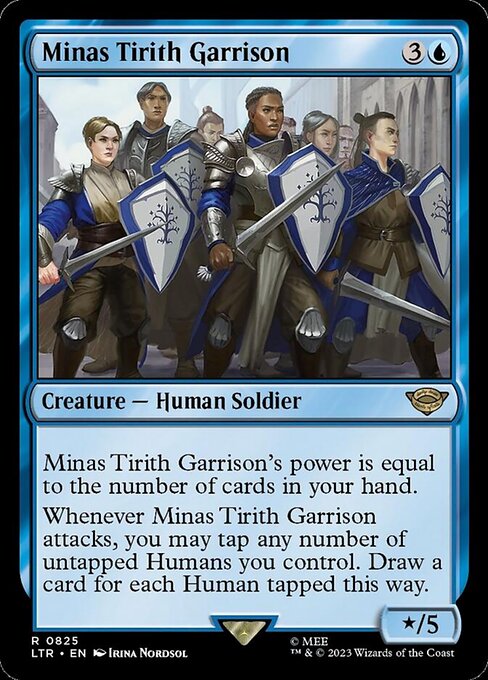 Minas Tirith Garrison 3
Creature — Human Soldier
Minas Tirith Garrison's power is equal
to the number of cards in your hand.
Whenever Minas Tirith Garrison
attacks, you may tap any number of
untapped Humans you control. Draw a
card for each Human tapped this way.
★/5
R 0825
© MEE
LTR • EN Irina Nordsol
™ & © 2023 Wizards of the Coast